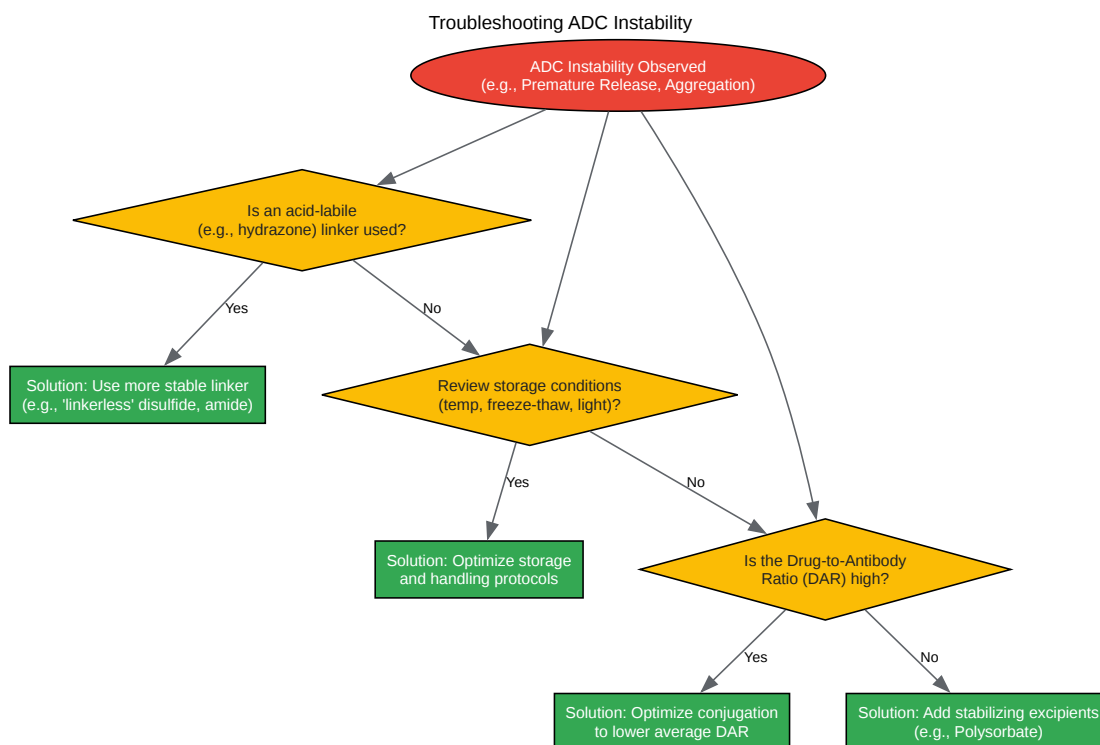 Troubleshooting ADC Instability
ADC Instability Observed
(e.g., Premature Release, Aggregation)
Is an acid-labile
(e.g., hydrazone) linker used?
Yes
No
Solution: Use more stable linker
(e.g., 'linkerless' disulfide, amide)
Review storage conditions
(temp, freeze-thaw, light)?
Yes
No
Solution: Optimize storage
and handling protocols
Is the Drug-to-Antibody
Ratio (DAR) high?
Yes
No
Solution: Optimize conjugation
to lower average DAR
Solution: Add stabilizing excipients
(e.g., Polysorbate)